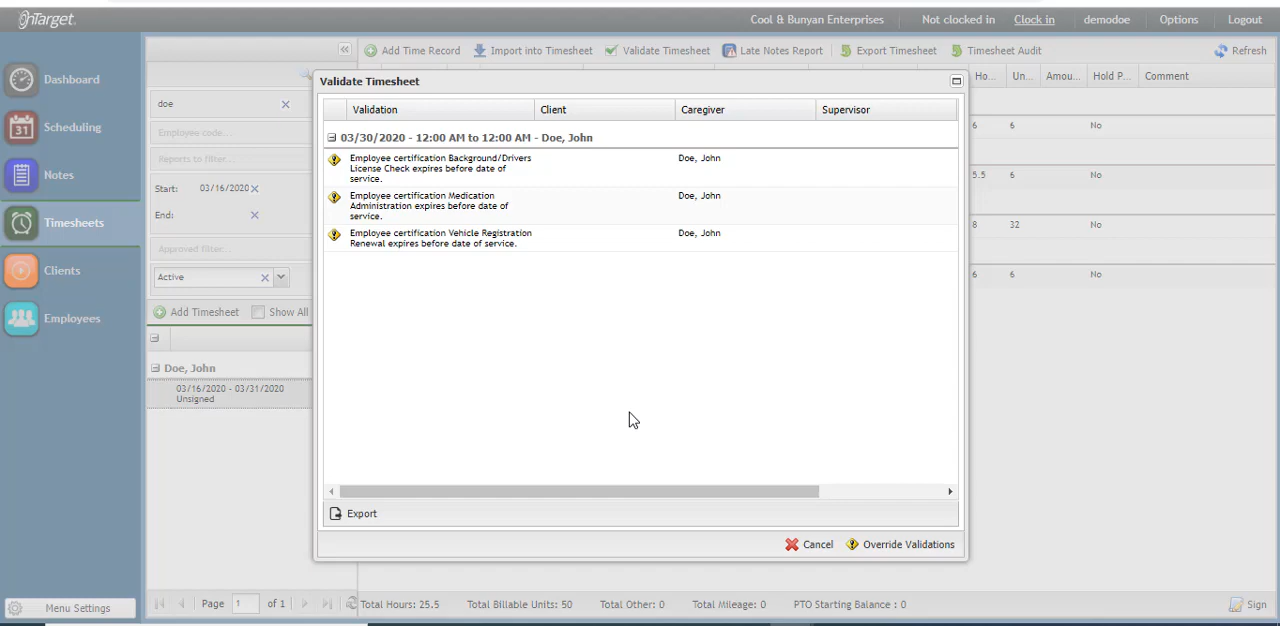 OnTarget.
Cool & Bunyan Enterprises
Not clocked in
Clock in
demodoe
Options
Logout
Dashboard
31
Scheduling
Notes
Timesheets
Clients
Employees
Menu Settings
doe
Employee code...
Reports to filter...
Start: 03/16/2020
End:
Approved filter...
Active
Add Timesheet
Show All
Doe, John
03/16/2020 - 03/31/2020
Unsigned
Page 1 of 1
Add Time Record
Import into Timesheet
Validate Timesheet
Late Notes Report
Export Timesheet
Timesheet Audit
Refresh
Ho... Un... Amou... Hold P... Comment
6 6 No
5.5 6 No
8 32 No
6 6 No
Validate Timesheet
Validation Client Caregiver Supervisor
03/30/2020 - 12:00 AM to 12:00 AM - Doe, John
Employee certification Background/Drivers
License Check expires before date of
service.
Doe, John
Employee certification Medication
Administration expires before date of
service.
Doe, John
Employee certification Vehicle Registration
Renewal expires before date of service.
Doe, John
Export
Cancel
Override Validations
Total Hours: 25.5
Total Billable Units: 50
Total Other: 0
Total Mileage: 0
PTO Starting Balance : 0
Sign